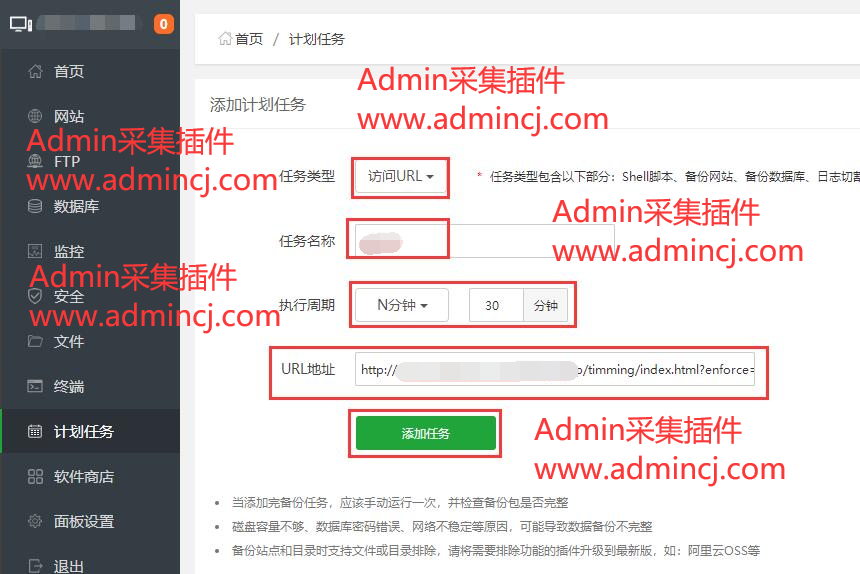 0
首页
网站
FTP
数据库
监控
安全
文件
终端
计划任务
软件商店
面板设置
退出
首页 / 计划任务
添加计划任务
任务类型 访问URL * 任务类型包含以下部分：Shell脚本、备份网站、备份数据库、日志切割
任务名称
执行周期 N分钟 30 分钟
URL地址 http:// /timming/index.html?enforce=
添加任务
当添加完备份任务，应该手动运行一次，并检查备份包是否完整
磁盘容量不够、数据库密码错误、网络不稳定等原因，可能导致数据备份不完整
备份站点和目录时支持文件或目录排除，请将需要排除功能的插件升级到最新版，如：阿里云OSS等
Admin采集插件
www.admincj.com
Admin采集插件
www.admincj.com
Admin采集插件
www.admincj.com
Admin采集插件
www.admincj.com
Admin采集插件
www.admincj.com